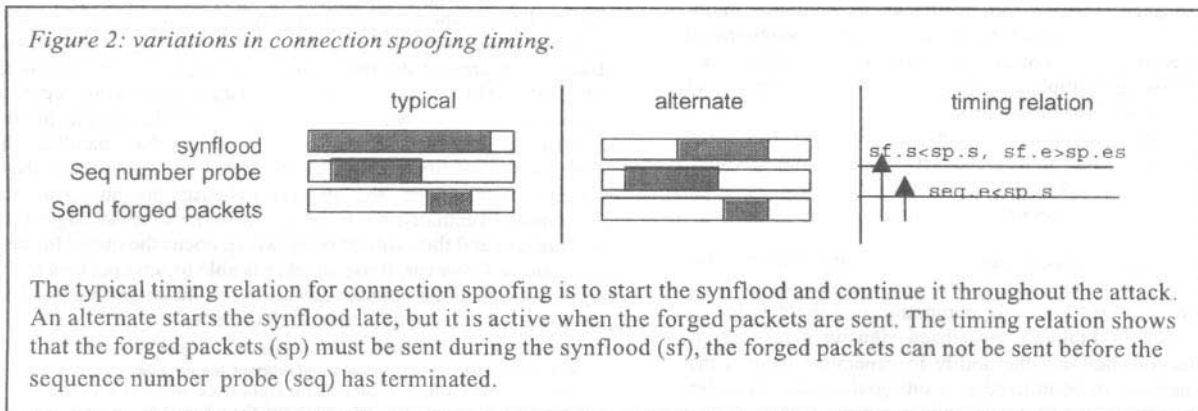 Figure 2: variations in connection spoofing timing.
typical alternate timing relation
synflood
Seq number probe
Send forged packets
sf.s<sp.s, sf.e>sp.es
seq.e<sp.s
The typical timing relation for connection spoofing is to start the synflood and continue it throughout the attack.
An alternate starts the synflood late, but it is active when the forged packets are sent. The timing relation shows
that the forged packets (sp) must be sent during the synflood (sf), the forged packets can not be sent before the
sequence number probe (seq) has terminated.